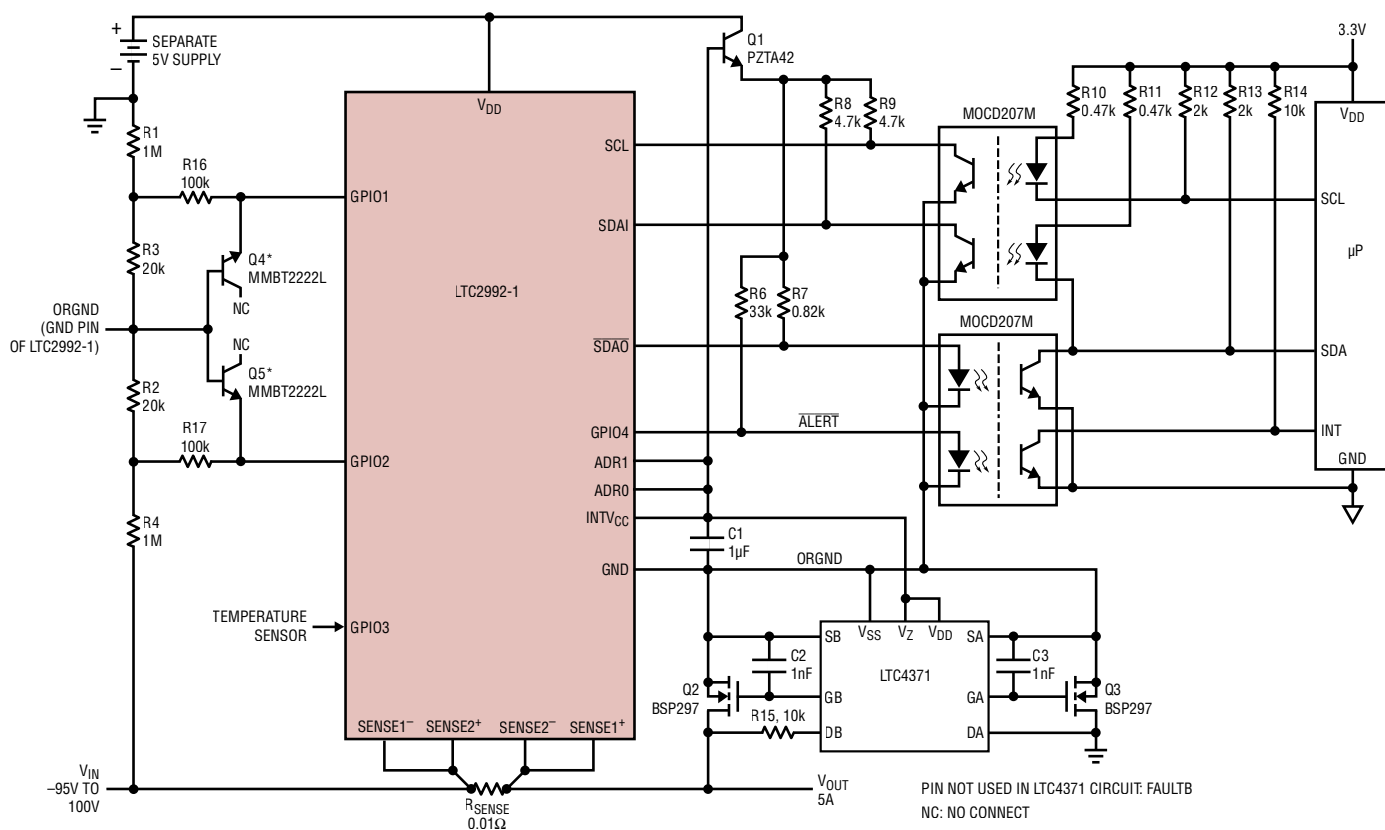 +
SEPARATE
5V SUPPLY
–
R1
1M
R16
100k
R3
20k
Q4*
MMBT2222L
NC
ORGND
(GND PIN
OF LTC2992-1)
NC
Q5*
MMBT2222L
R2
20k
R17
100k
R4
1M
TEMPERATURE
SENSOR
VDD
GPIO1
GPIO2
GPIO3
LTC2992-1
SCL
SDAI
SDAO
GPIO4
ADR1
ADR0
INTVCC
GND
SENSE1–
SENSE2+
SENSE2–
SENSE1+
VIN
–95V TO
100V
RSENSE
0.01Ω
VOUT
5A
Q1
PZTA42
R8
4.7k
R9
4.7k
R6
33k
R7
0.82k
ALERT
C1
1µF
ORGND
MOCD207M
MOCD207M
3.3V
R10
0.47k
R11
0.47k
R12
2k
R13
2k
R14
10k
VDD
SCL
µP
SDA
INT
GND
SB
VSS
VZ
VDD
SA
C2
1nF
LTC4371
C3
1nF
Q2
BSP297
GB
GA
Q3
BSP297
R15, 10k
DB
DA
PIN NOT USED IN LTC4371 CIRCUIT: FAULTB
NC: NO CONNECT